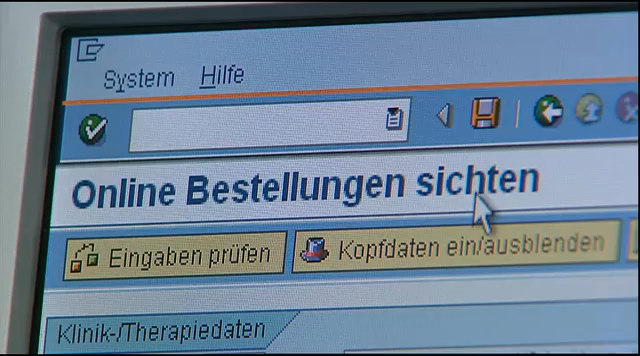 System Hilfe
Online Bestellungen sichten
Eingaben prüfen Kopfdaten ein/ausblenden
Klinik-/Therapiedaten